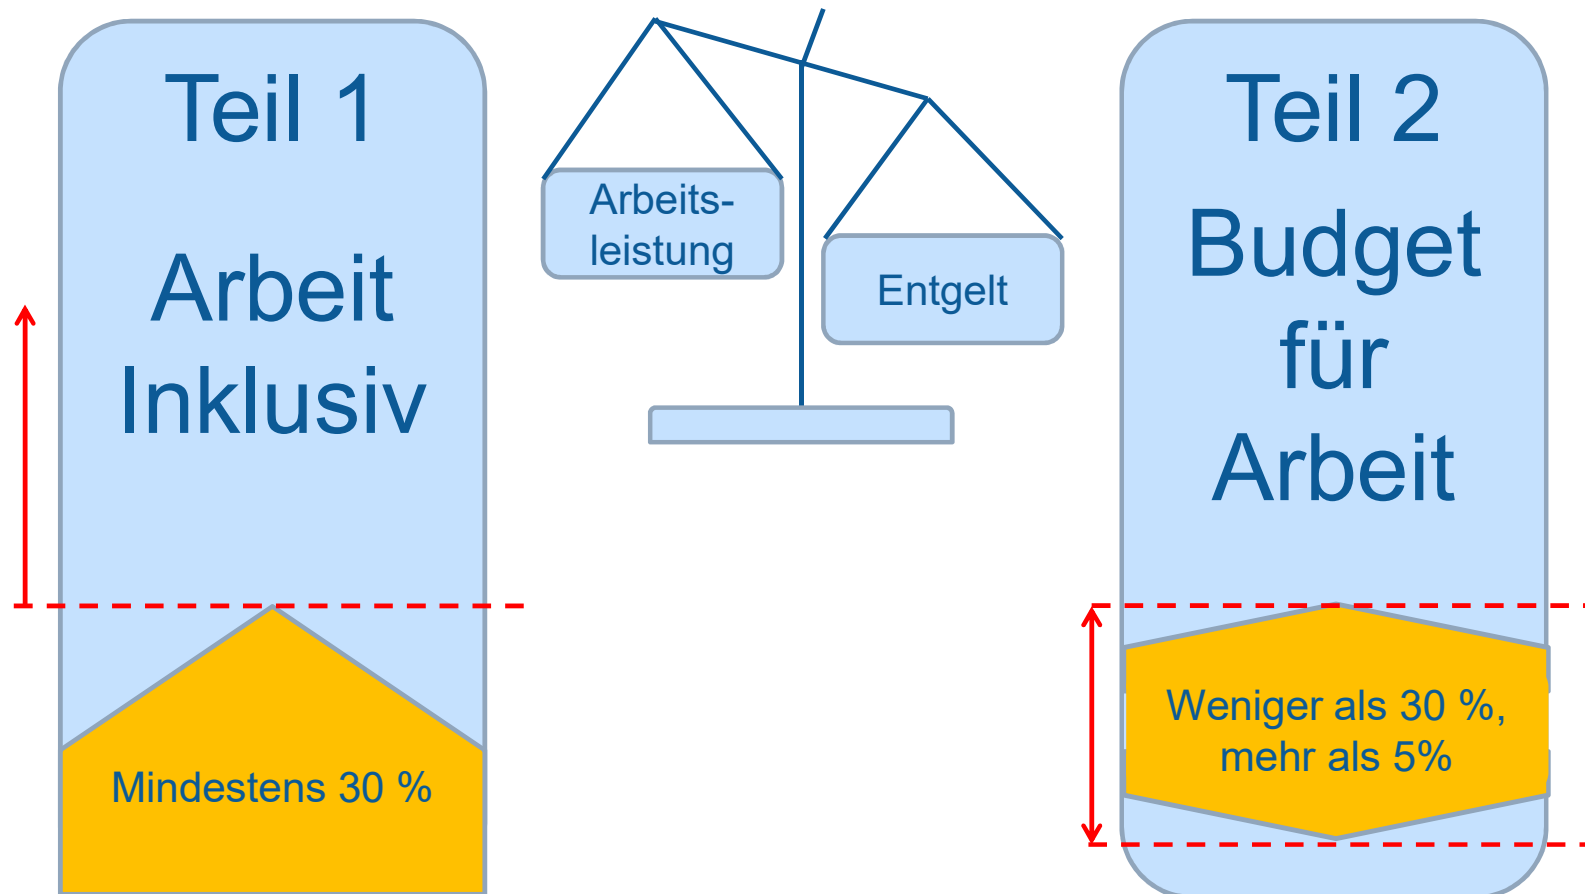 Teil 1
Arbeit
Inklusiv
Mindestens 30 %
Arbeits-
leistung
Entgelt
Teil 2
Budget
für
Arbeit
Weniger als 30 %,
mehr als 5%